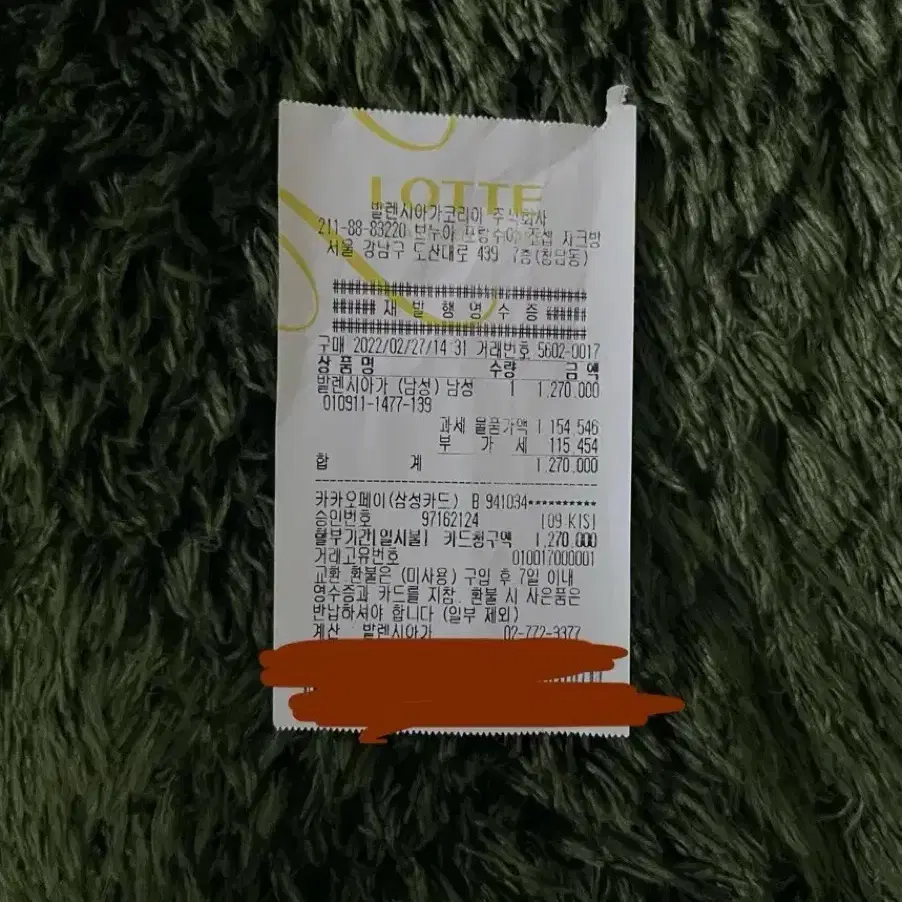 LOTTE
발렌시아가코리아 주식회사
211-88-83220 본누아 프랑수아 조셉 자크방
서울 강남구 도산대로 439 7층(청담동)
##################################
###### 재 발 행 영 수 증 ######
##################################
구매 2022/02/27/14:31 거래번호 5602-0017
상품명 수량 금액
발렌시아가 (남성) 남성 1 1,270,000
010911-1477-139
과세 물품가액 1,154,546
부 가 세 115,454
합 계 1,270,000
카카오페이(삼성카드) B 941034**********
승인번호 97162124 [09 KIS]
할부기간[일시불] 카드청구액 1,270,000
거래고유번호 010017000001
교환.환불은 (미사용) 구입 후 7일 이내
영수증과 카드를 지참. 환불 시 사은품은
반납하셔야 합니다 (일부 제외)
계산 : 발렌시아가 02-772-3377